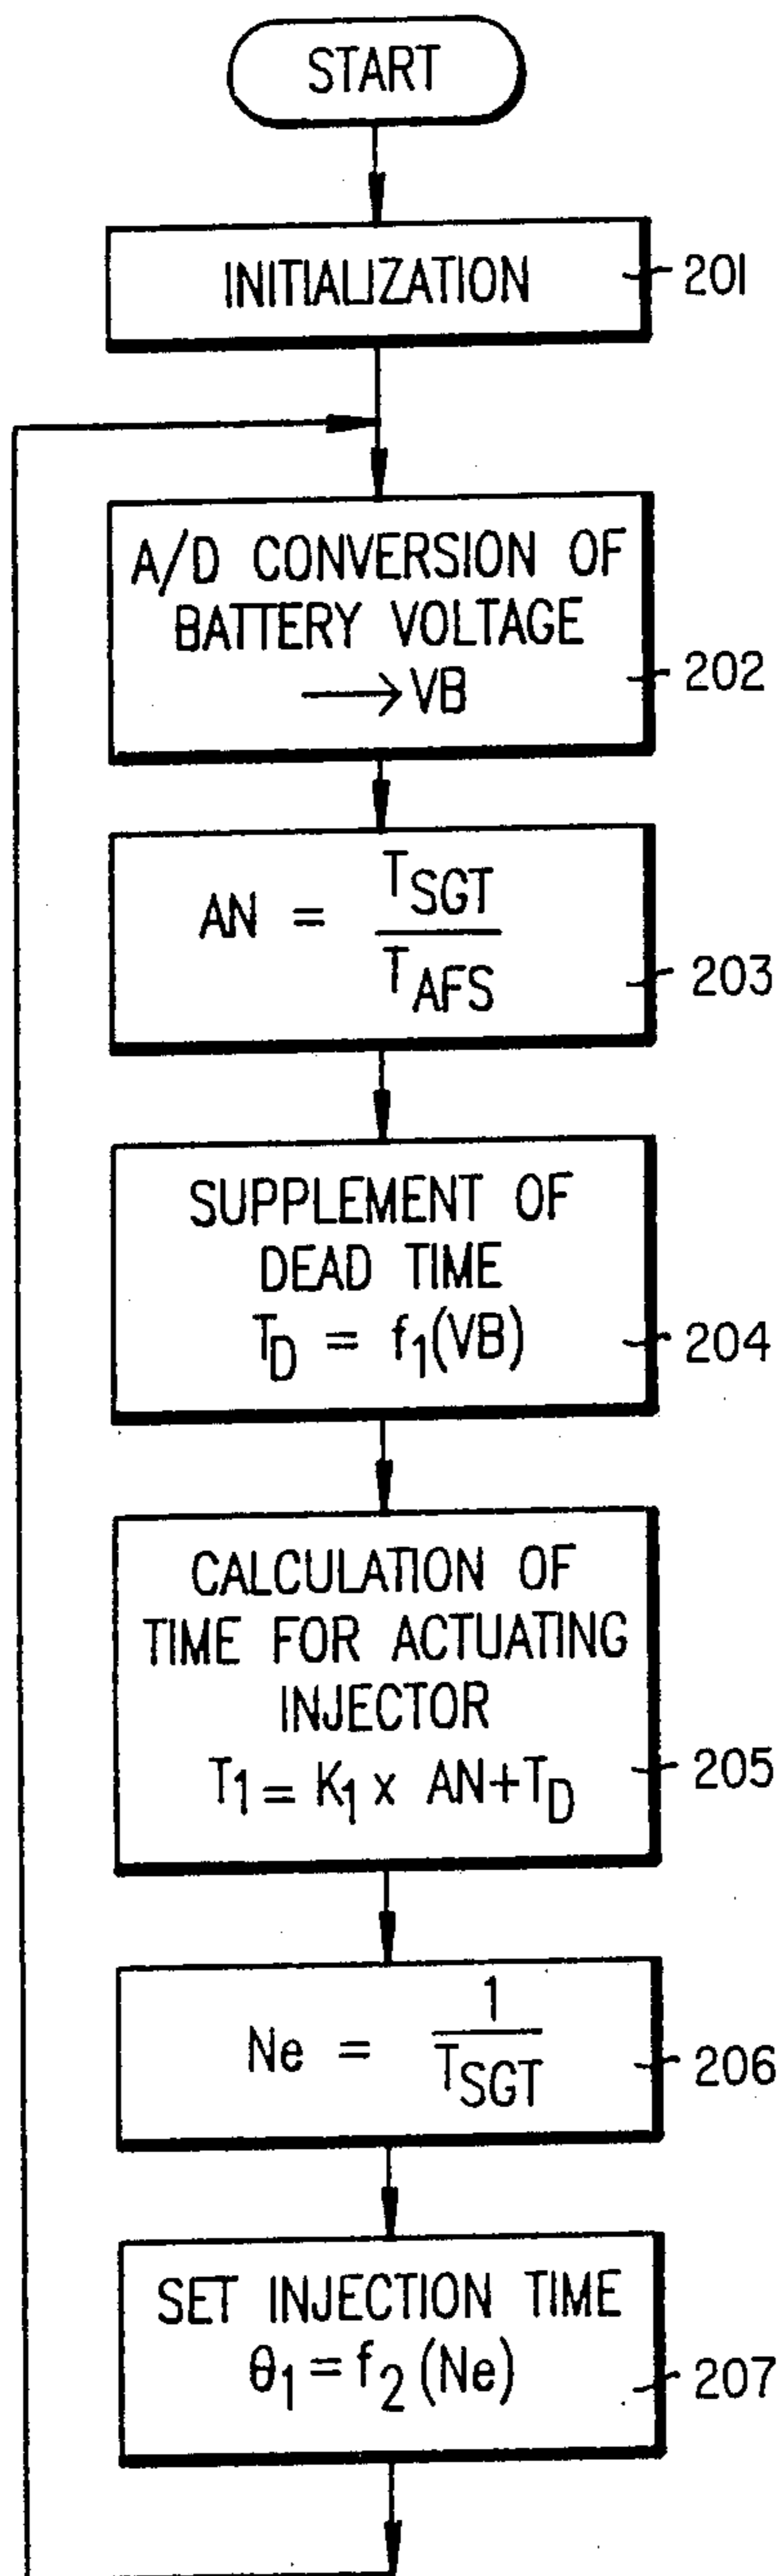 START
INITIALIZATION
201
A/D CONVERSION OF
BATTERY VOLTAGE
→ VB
202
AN = T_SGT / T_AFS
203
SUPPLEMENT OF
DEAD TIME
T_D = f_1(VB)
204
CALCULATION OF
TIME FOR ACTUATING
INJECTOR
T_1 = K_1 x AN+T_D
205
Ne = 1 / T_SGT
206
SET INJECTION TIME
θ_1 = f_2 (Ne)
207